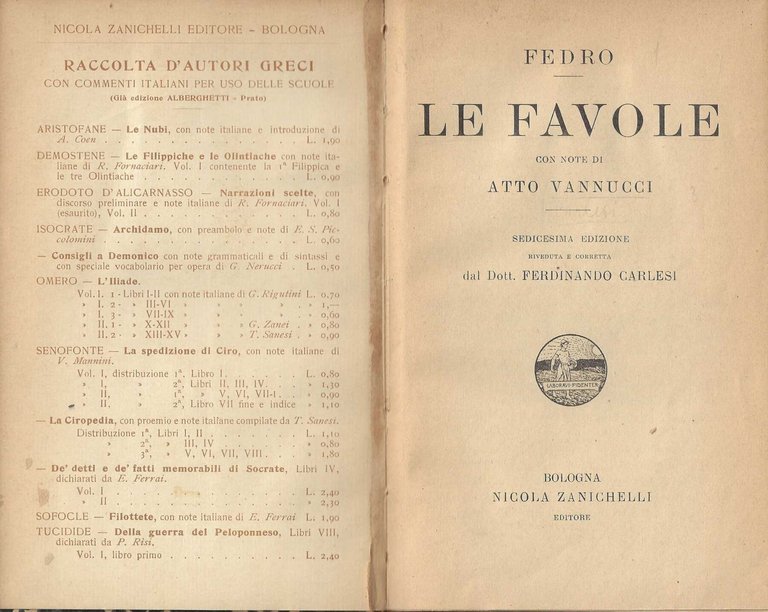 NICOLA ZANICHELLI EDITORE - BOLOGNA
RACCOLTA D'AUTORI GRECI
CON COMMENTI ITALIANI PER USO DELLE SCUOLE
(Già edizione ALBERGHETTI - Prato)
ARISTOFANE — Le Nubi, con note italiane e introduzione di
A. Coen . . . . . . . . . . . . L. 1,90
DEMOSTENE — Le Filippiche e le Olintiache con note ita-
liane di R. Fornaciari. Vol. I contenente la 1ª Filippica e
le tre Olintiache . . . . . . . . . . L. 0,90
ERODOTO D'ALICARNASSO — Narrazioni scelte, con
discorso preliminare e note italiane di R. Fornaciari. Vol. I
(esaurito), Vol. II . . . . . . . . . . L. 0,80
ISOCRATE — Archidamo, con preambolo e note di E. S. Pic-
colomini . . . . . . . . . . . . L. 0,60
— Consigli a Demonico con note grammaticali e di sintassi e
con speciale vocabolario per opera di G. Nerucci . L. 0,50
OMERO — L'Iliade.
Vol. I. 1 - Libri I-II con note italiane di G. Rigutini L. 0,70
» I. 2 - » III-VI » » » » 1,—
» I. 3 - » VII-IX » » » » 0,60
» II. 1 - » X-XII » » G. Zanei . » 0,80
» II. 2 - » XIII-XV » » T. Sanesi . » 0,90
SENOFONTE — La spedizione di Ciro, con note italiane di
V. Mannini.
Vol. I, distribuzione 1ª, Libro I. . . . . . L. 0,80
» I, » 2ª, Libri II, III, IV. . . » 1,30
» II, » 1ª, » V, VI, VII-I. . . » 0,90
» II, » 2ª, Libro VII fine e indice » 1,10
— La Ciropedia, con proemio e note italiane compilate da T. Sanesi.
Distribuzione 1ª, Libri I, II . . . . . . . L. 1,10
» 2ª, » III, IV . . . . . . » 0,80
» 3ª, » V, VI, VII, VIII. . . . » 1,80
— De' detti e de' fatti memorabili di Socrate, Libri IV,
dichiarati da E. Ferrai.
Vol. I . . . . . . . . . . . . L. 2,40
» II . . . . . . . . . . . . » 2,30
SOFOCLE — Filottete, con note italiane di E. Ferrai L. 1,90
TUCIDIDE — Della guerra del Peloponneso, Libri VIII,
dichiarati da P. Risi.
Vol. I, libro primo . . . . . . . . . L. 2,40
FEDRO
LE FAVOLE
CON NOTE DI
ATTO VANNUCCI
SEDICESIMA EDIZIONE
RIVEDUTA E CORRETTA
dal Dott. FERDINANDO CARLESI
LABORVS·FIDENTER
BOLOGNA
NICOLA ZANICHELLI
EDITORE